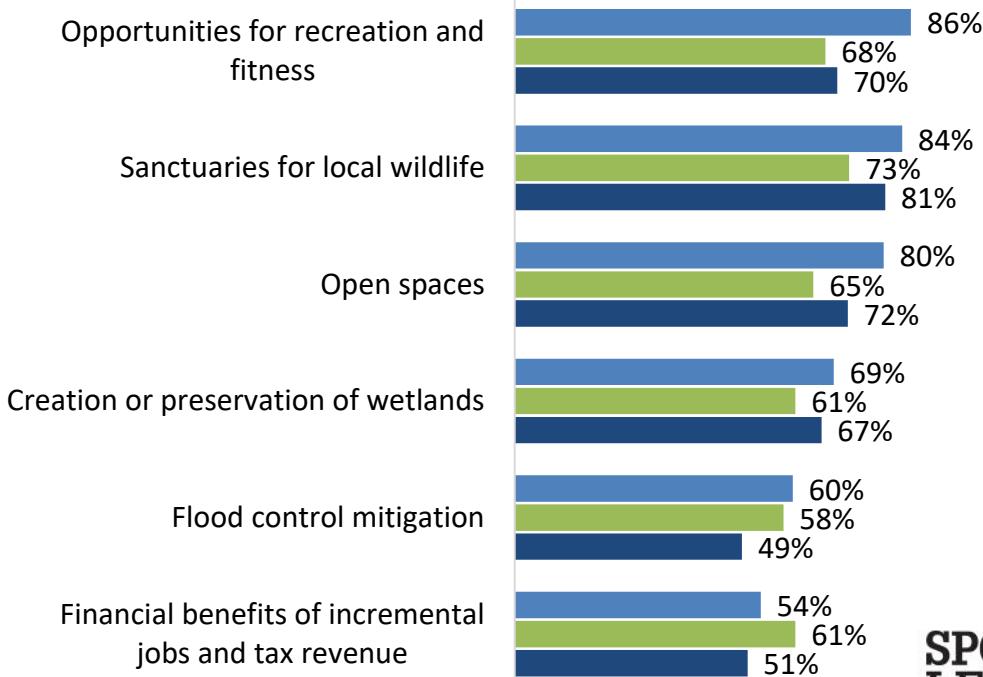 Opportunities for recreation and
fitness
86%
68%
70%
Sanctuaries for local wildlife
84%
73%
81%
Open spaces
80%
65%
72%
Creation or preservation of wetlands
69%
61%
67%
Flood control mitigation
60%
58%
49%
Financial benefits of incremental
jobs and tax revenue
54%
61%
51%